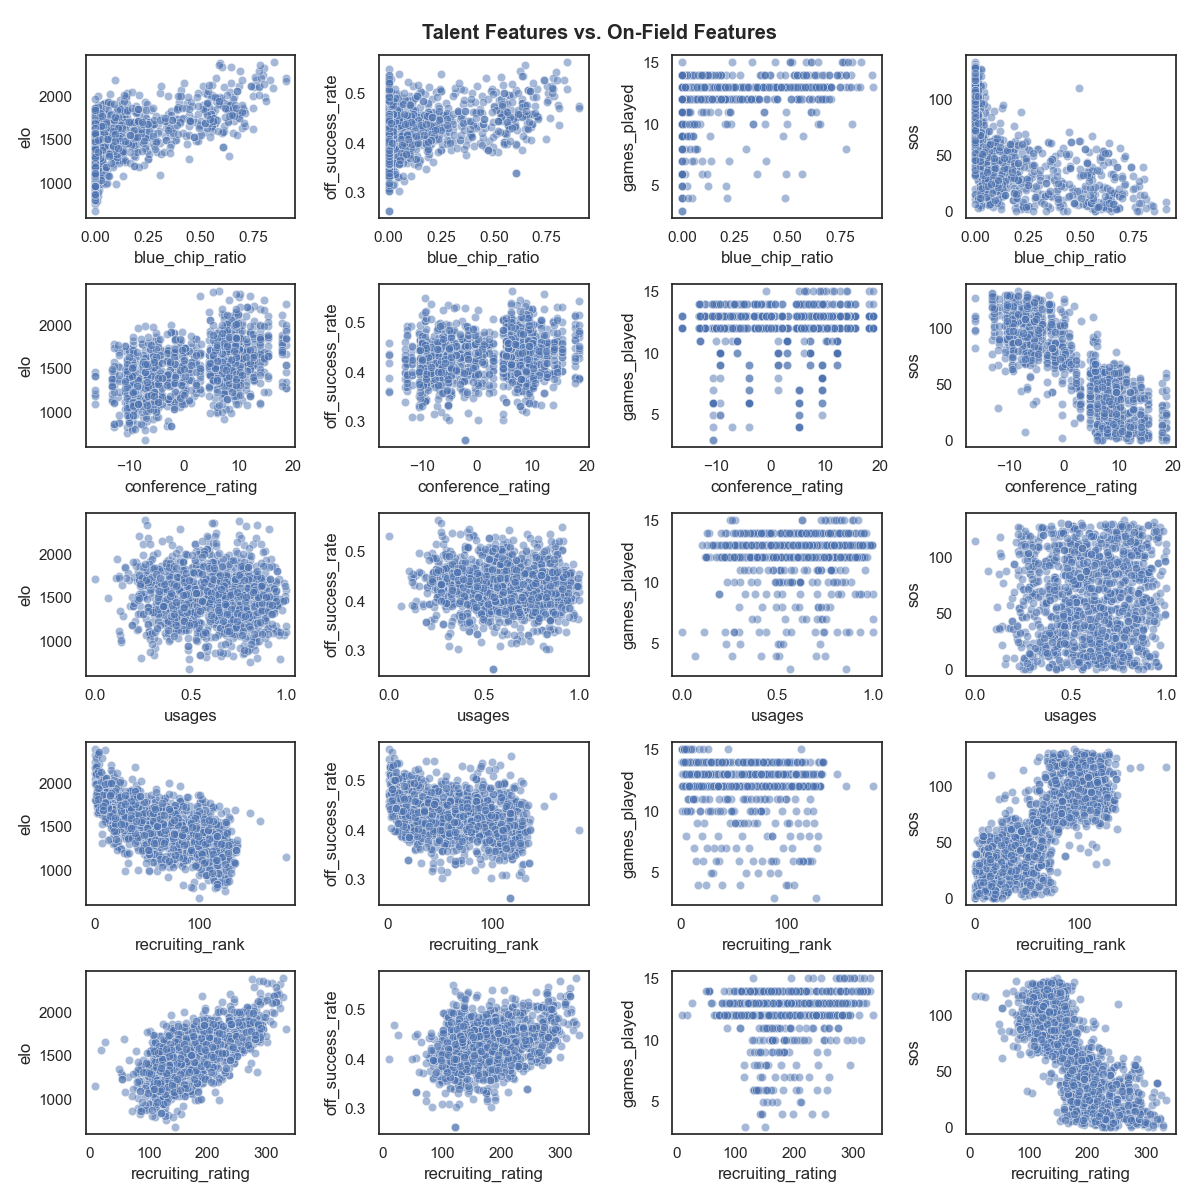 Talent Features vs. On-Field Features
elo
2000
1500
1000
0.00 0.25 0.50 0.75
blue_chip_ratio
off_success_rate
0.5
0.4
0.3
0.00 0.25 0.50 0.75
blue_chip_ratio
games_played
15
10
5
0.00 0.25 0.50 0.75
blue_chip_ratio
sos
100
50
0
0.00 0.25 0.50 0.75
blue_chip_ratio
elo
2000
1500
1000
−10 0 10 20
conference_rating
off_success_rate
0.5
0.4
0.3
−10 0 10 20
conference_rating
games_played
15
10
5
−10 0 10 20
conference_rating
sos
100
50
0
−10 0 10 20
conference_rating
elo
2000
1500
1000
0.0 0.5 1.0
usages
off_success_rate
0.5
0.4
0.3
0.0 0.5 1.0
usages
games_played
15
10
5
0.0 0.5 1.0
usages
sos
100
50
0
0.0 0.5 1.0
usages
elo
2000
1500
1000
0 100
recruiting_rank
off_success_rate
0.5
0.4
0.3
0 100
recruiting_rank
games_played
15
10
5
0 100
recruiting_rank
sos
100
50
0
0 100
recruiting_rank
elo
2000
1500
1000
0 100 200 300
recruiting_rating
off_success_rate
0.5
0.4
0.3
0 100 200 300
recruiting_rating
games_played
15
10
5
0 100 200 300
recruiting_rating
sos
100
50
0
0 100 200 300
recruiting_rating